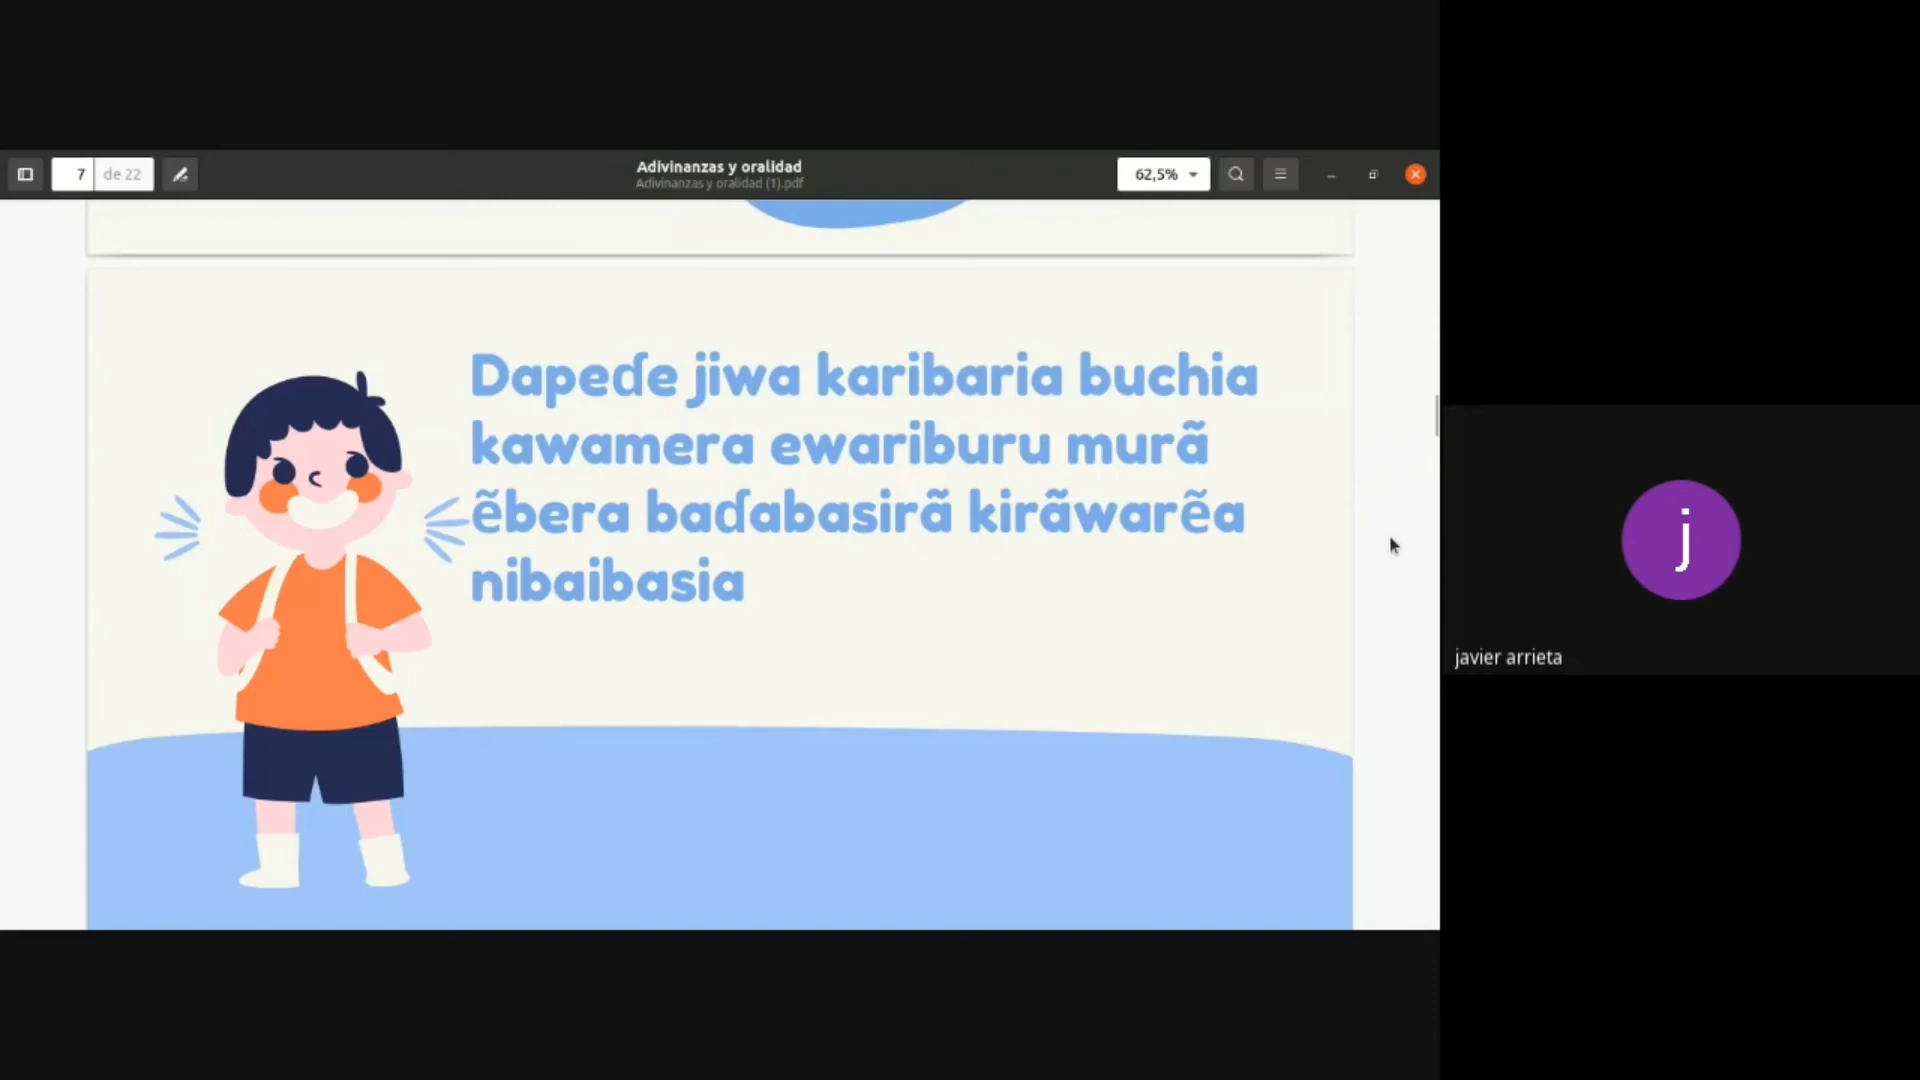 7 de 22
Adivinanzas y oralidad
Adivinanzas y oralidad (1).pdf
62,5%
Dapeɗe jiwa karibaria buchia
kawamera ewariburu murã
ẽbera baɗabasirã kirãwarẽa
nibaibasia
j
javier arrieta